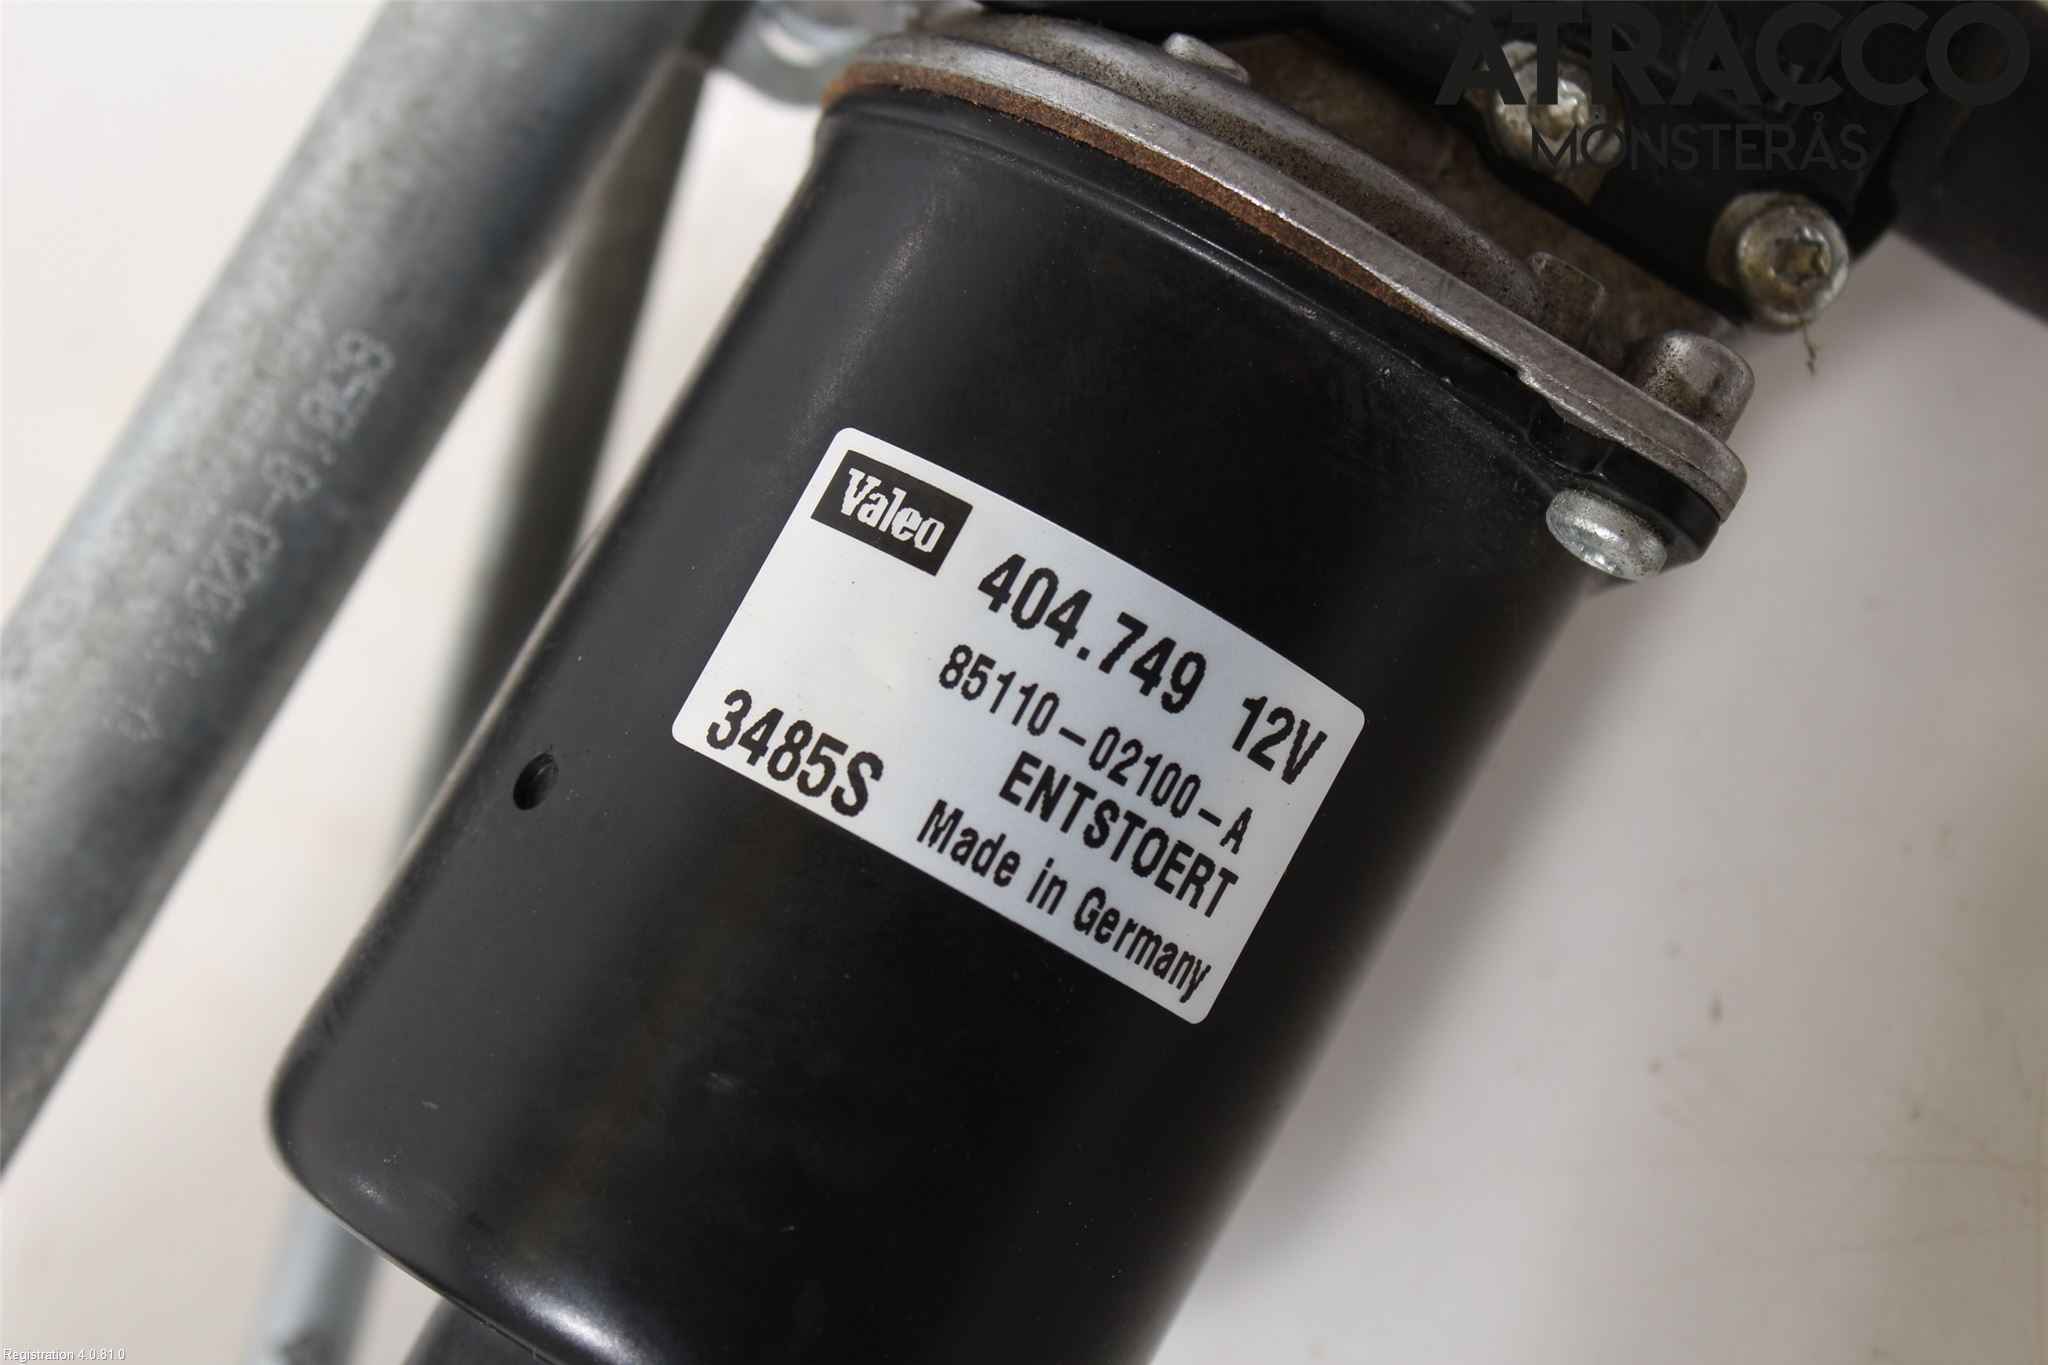 ATRACCO
MÖNSTERÅS
Valeo
404.749 12V
85110-02100-A
ENTSTOERT
3485S
Made in Germany
Registration 4.0.81.0